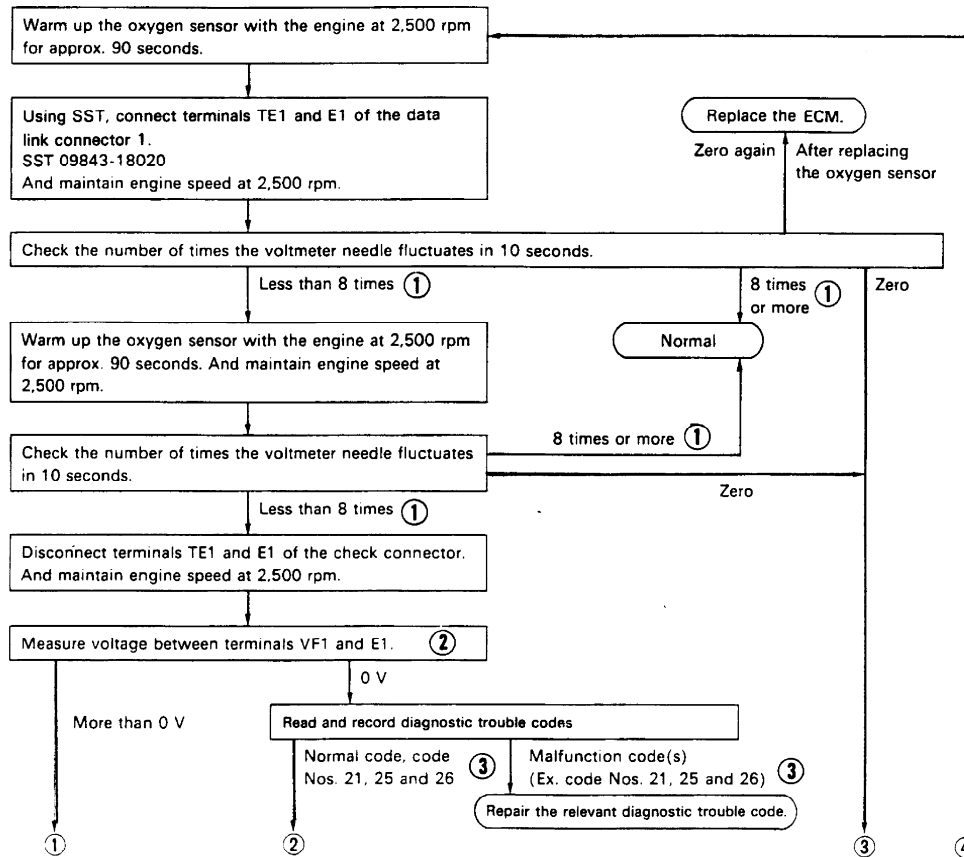 Warm up the oxygen sensor with the engine at 2,500 rpm
for approx. 90 seconds.
Using SST, connect terminals TE1 and E1 of the data
link connector 1.
SST 09843-18020
And maintain engine speed at 2,500 rpm.
Replace the ECM.
Zero again
After replacing
the oxygen sensor
Check the number of times the voltmeter needle fluctuates in 10 seconds.
Less than 8 times 1
8 times
or more 1
Zero
Warm up the oxygen sensor with the engine at 2,500 rpm
for approx. 90 seconds. And maintain engine speed at
2,500 rpm.
Normal
8 times or more 1
Check the number of times the voltmeter needle fluctuates
in 10 seconds.
Zero
Less than 8 times 1
Disconnect terminals TE1 and E1 of the check connector.
And maintain engine speed at 2,500 rpm.
Measure voltage between terminals VF1 and E1. 2
0 V
More than 0 V
Read and record diagnostic trouble codes
Normal code, code
Nos. 21, 25 and 26 3
Malfunction code(s)
(Ex. code Nos. 21, 25 and 26) 3
Repair the relevant diagnostic trouble code.
1
2
3
4